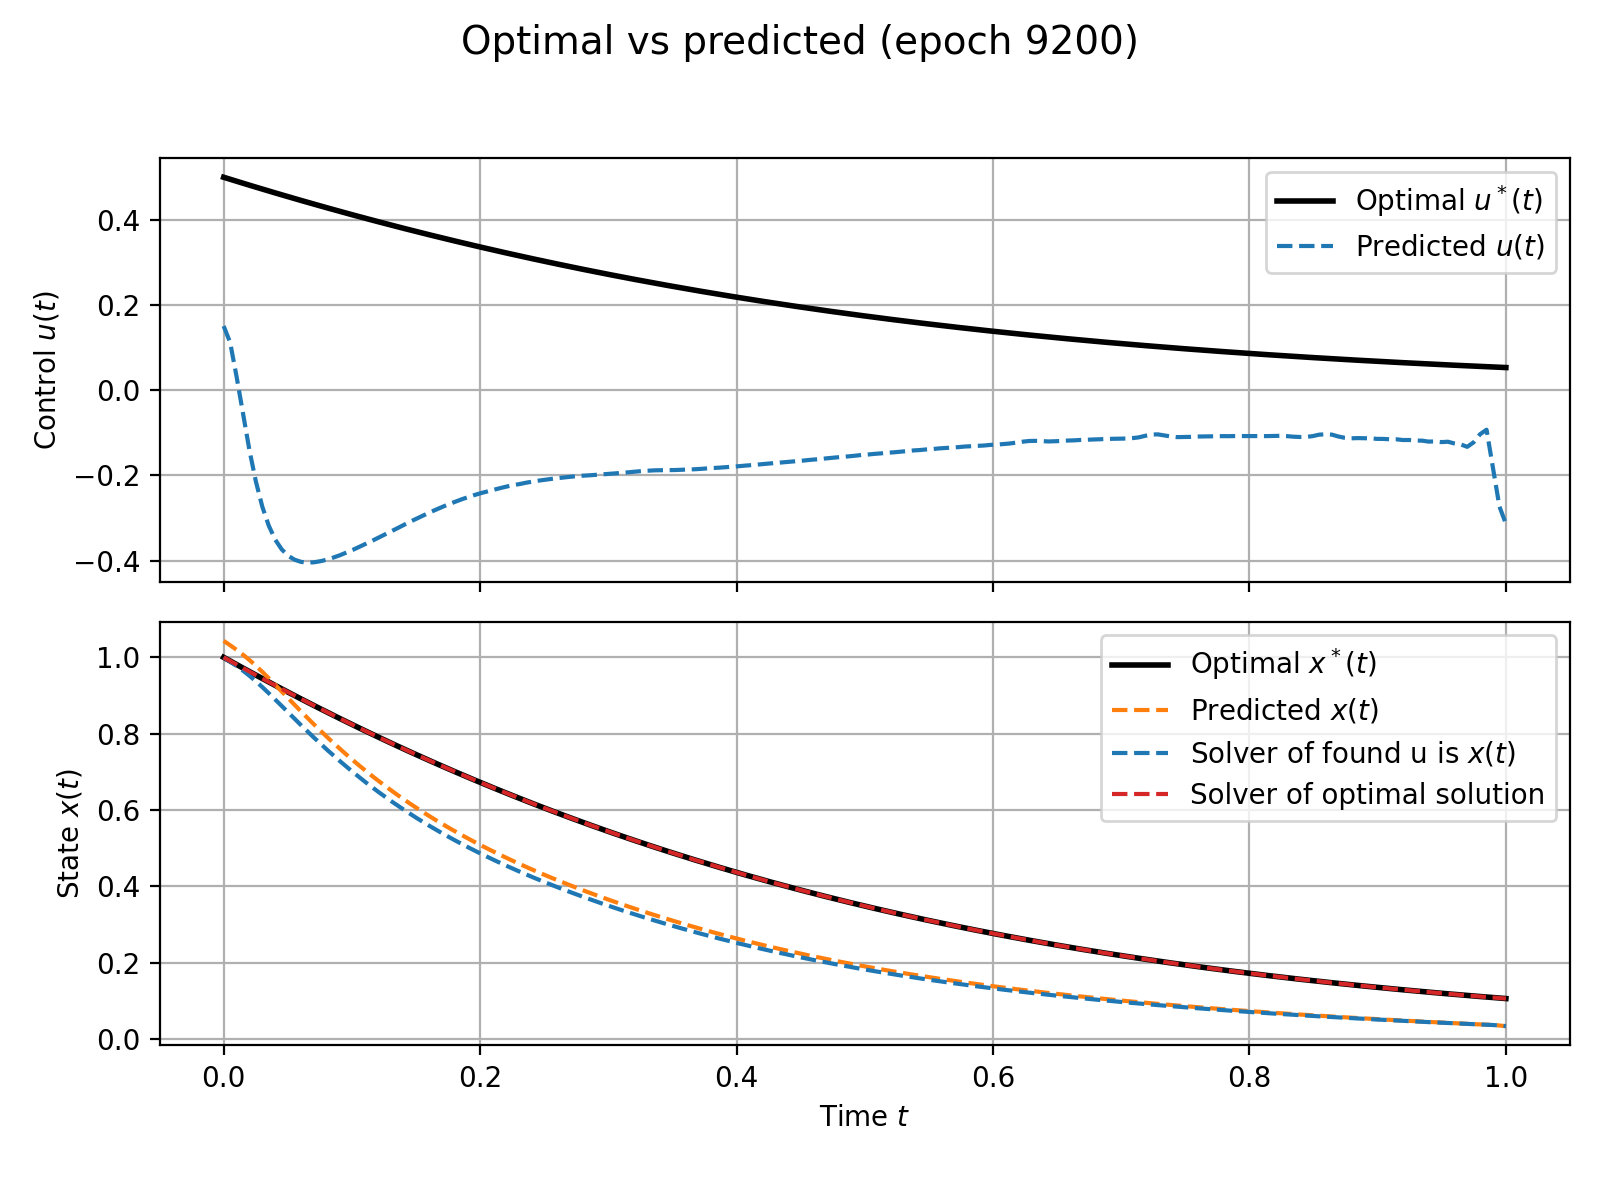 Optimal vs predicted (epoch 9200)
Control u(t)
0.4
0.2
0.0
−0.2
−0.4
Optimal u*(t)
Predicted u(t)
State x(t)
1.0
0.8
0.6
0.4
0.2
0.0
Optimal x*(t)
Predicted x(t)
Solver of found u is x(t)
Solver of optimal solution
0.0 0.2 0.4 0.6 0.8 1.0
Time t